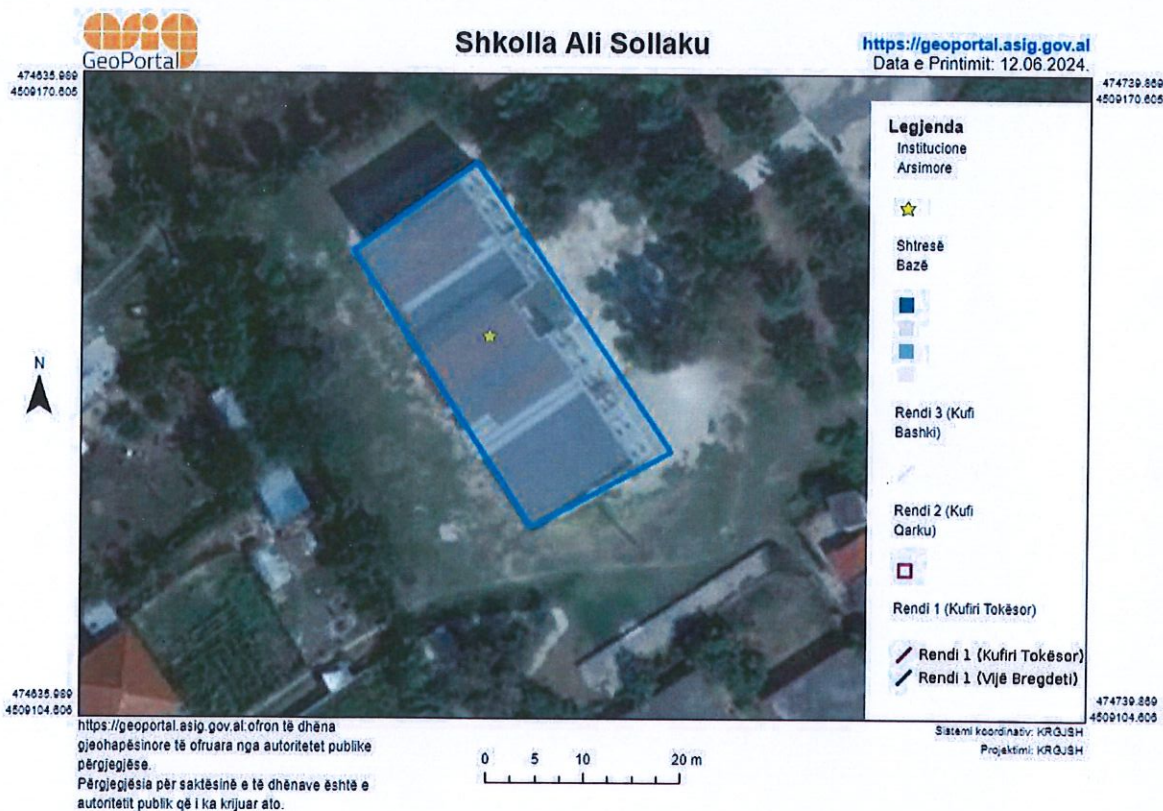 asig
GeoPortal
Shkolla Ali Sollaku
https://geoportal.asig.gov.al
Data e Printimit: 12.06.2024.
474635.989
4509170.605
474739.869
4509170.605
Legjenda
Institucione
Arsimore
Shtresë
Bazë
Rendi 3 (Kufi
Bashki)
Rendi 2 (Kufi
Qarku)
Rendi 1 (Kufiri Tokësor)
Rendi 1 (Kufiri Tokësor)
Rendi 1 (Vijë Bregdeti)
N
474635.989
4509104.606
474739.869
4509104.606
https://geoportal.asig.gov.al:ofron të dhëna
gjeohapësinore të ofruara nga autoritetet publike
përgjegjëse.
Përgjegjësia për saktësinë e të dhënave është e
autoritetit publik që i ka krijuar ato.
0 5 10 20 m
Sistemi koordinativ: KRGJSH
Projektimi: KRGJSH